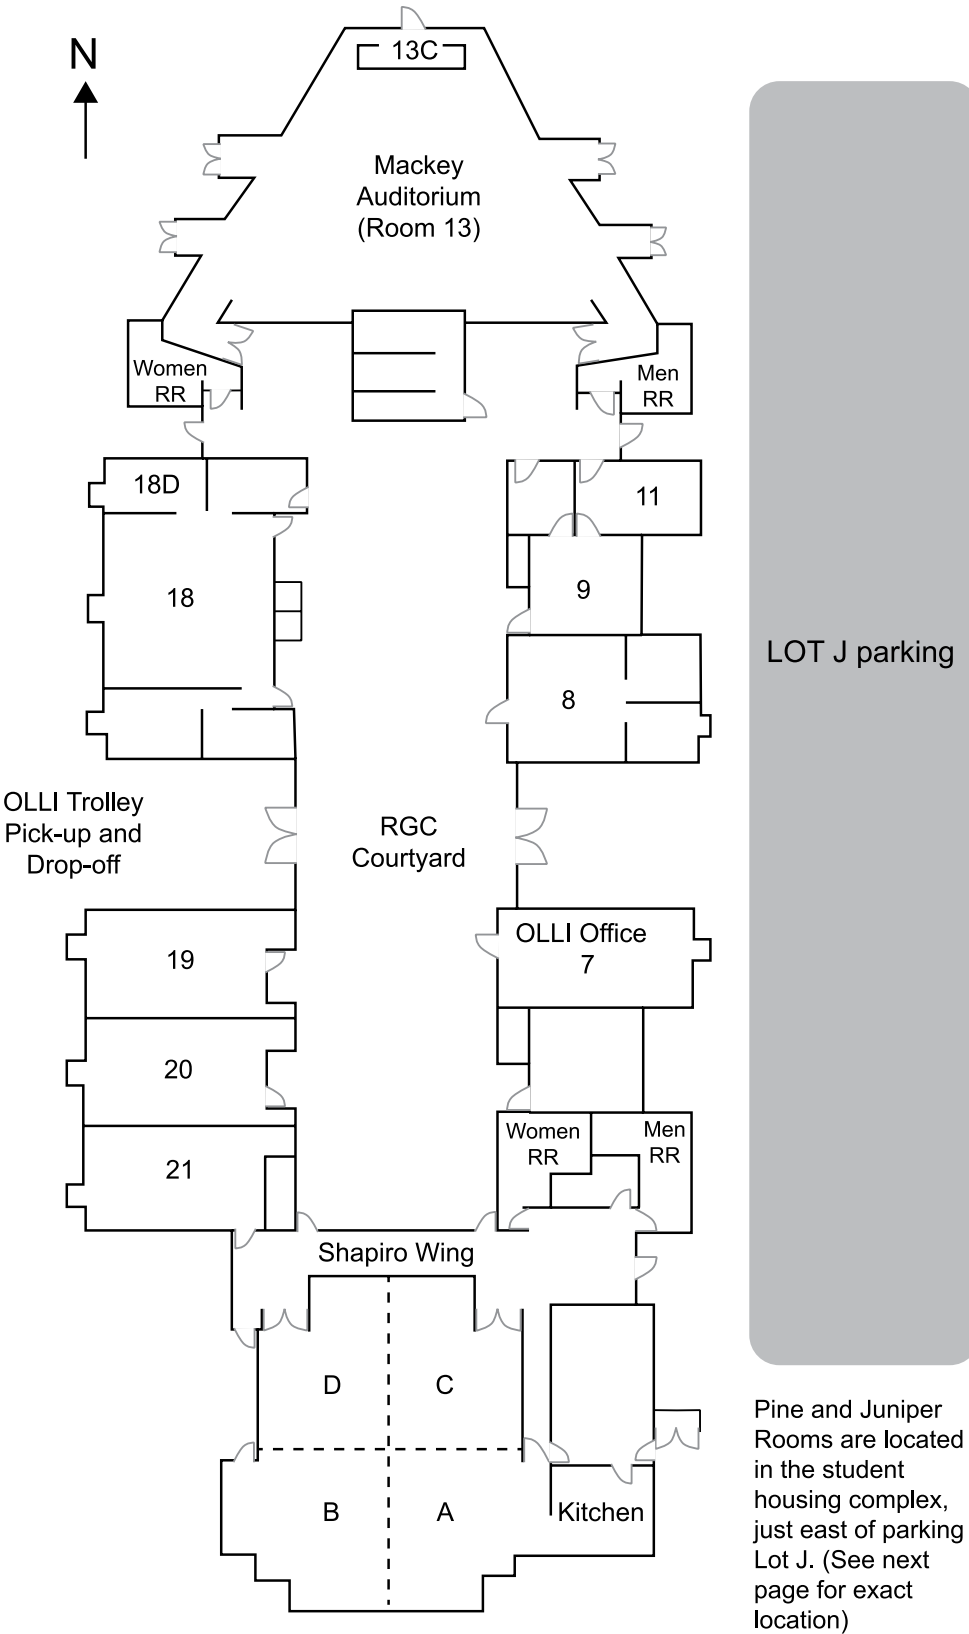 N
13C
Mackey
Auditorium
(Room 13)
Women
RR
Men
RR
18D
11
18
9
8
LOT J parking
OLLI Trolley
Pick-up and
Drop-off
RGC
Courtyard
19
OLLI Office
7
20
21
Women
RR
Men
RR
Shapiro Wing
D
C
B
A
Kitchen
Pine and Juniper
Rooms are located
in the student
housing complex,
just east of parking
Lot J. (See next
page for exact
location)